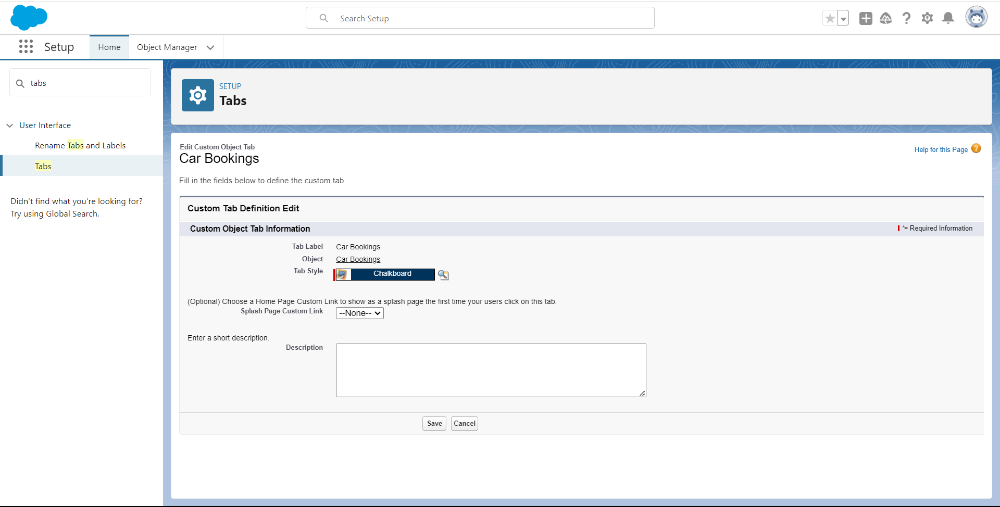 Search Setup
Setup
Home
Object Manager
tabs
User Interface
Rename Tabs and Labels
Tabs
Didn't find what you're looking for?
Try using Global Search.
SETUP
Tabs
Edit Custom Object Tab
Car Bookings
Help for this Page ?
Fill in the fields below to define the custom tab.
Custom Tab Definition Edit
Custom Object Tab Information
*= Required Information
Tab Label Car Bookings
Object Car Bookings
Tab Style Chalkboard
(Optional) Choose a Home Page Custom Link to show as a splash page the first time your users click on this tab.
Splash Page Custom Link --None--
Enter a short description.
Description
Save Cancel